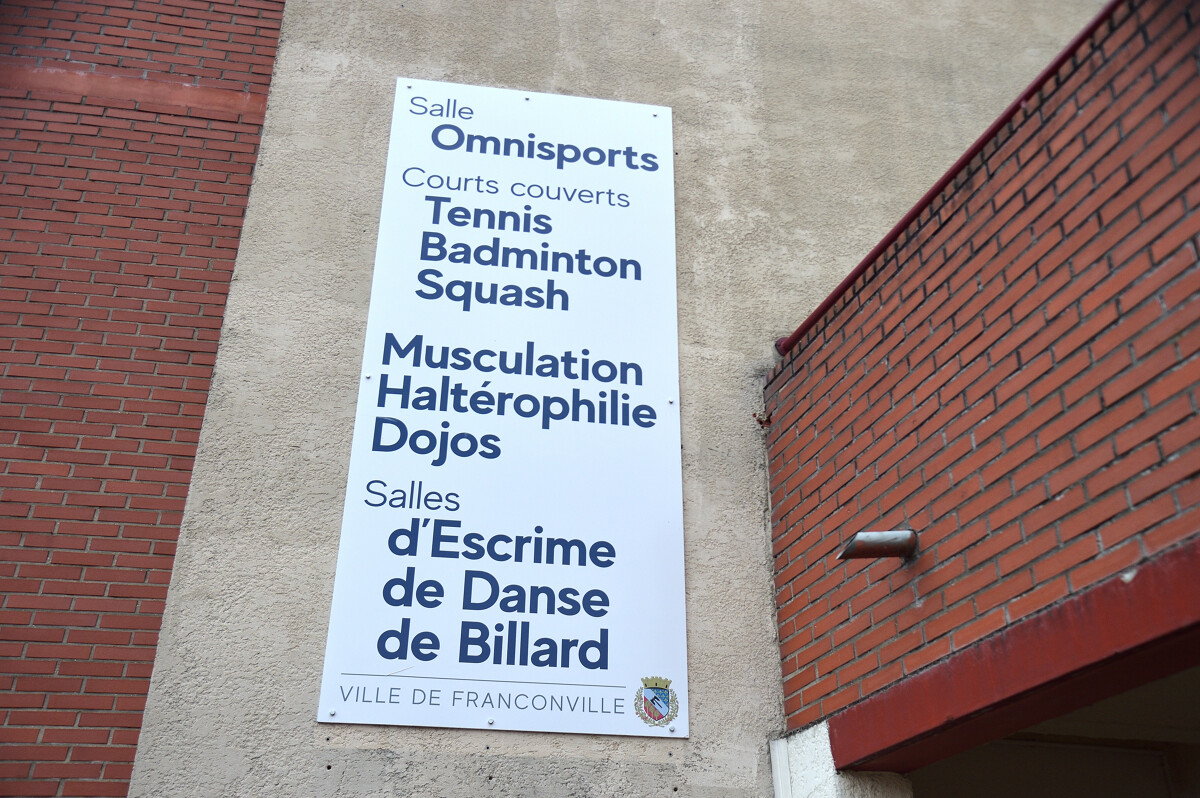 Salle
Omnisports
Courts couverts
Tennis
Badminton
Squash
Musculation
Haltérophilie
Dojos
Salles
d'Escrime
de Danse
de Billard
VILLE DE FRANCONVILLE